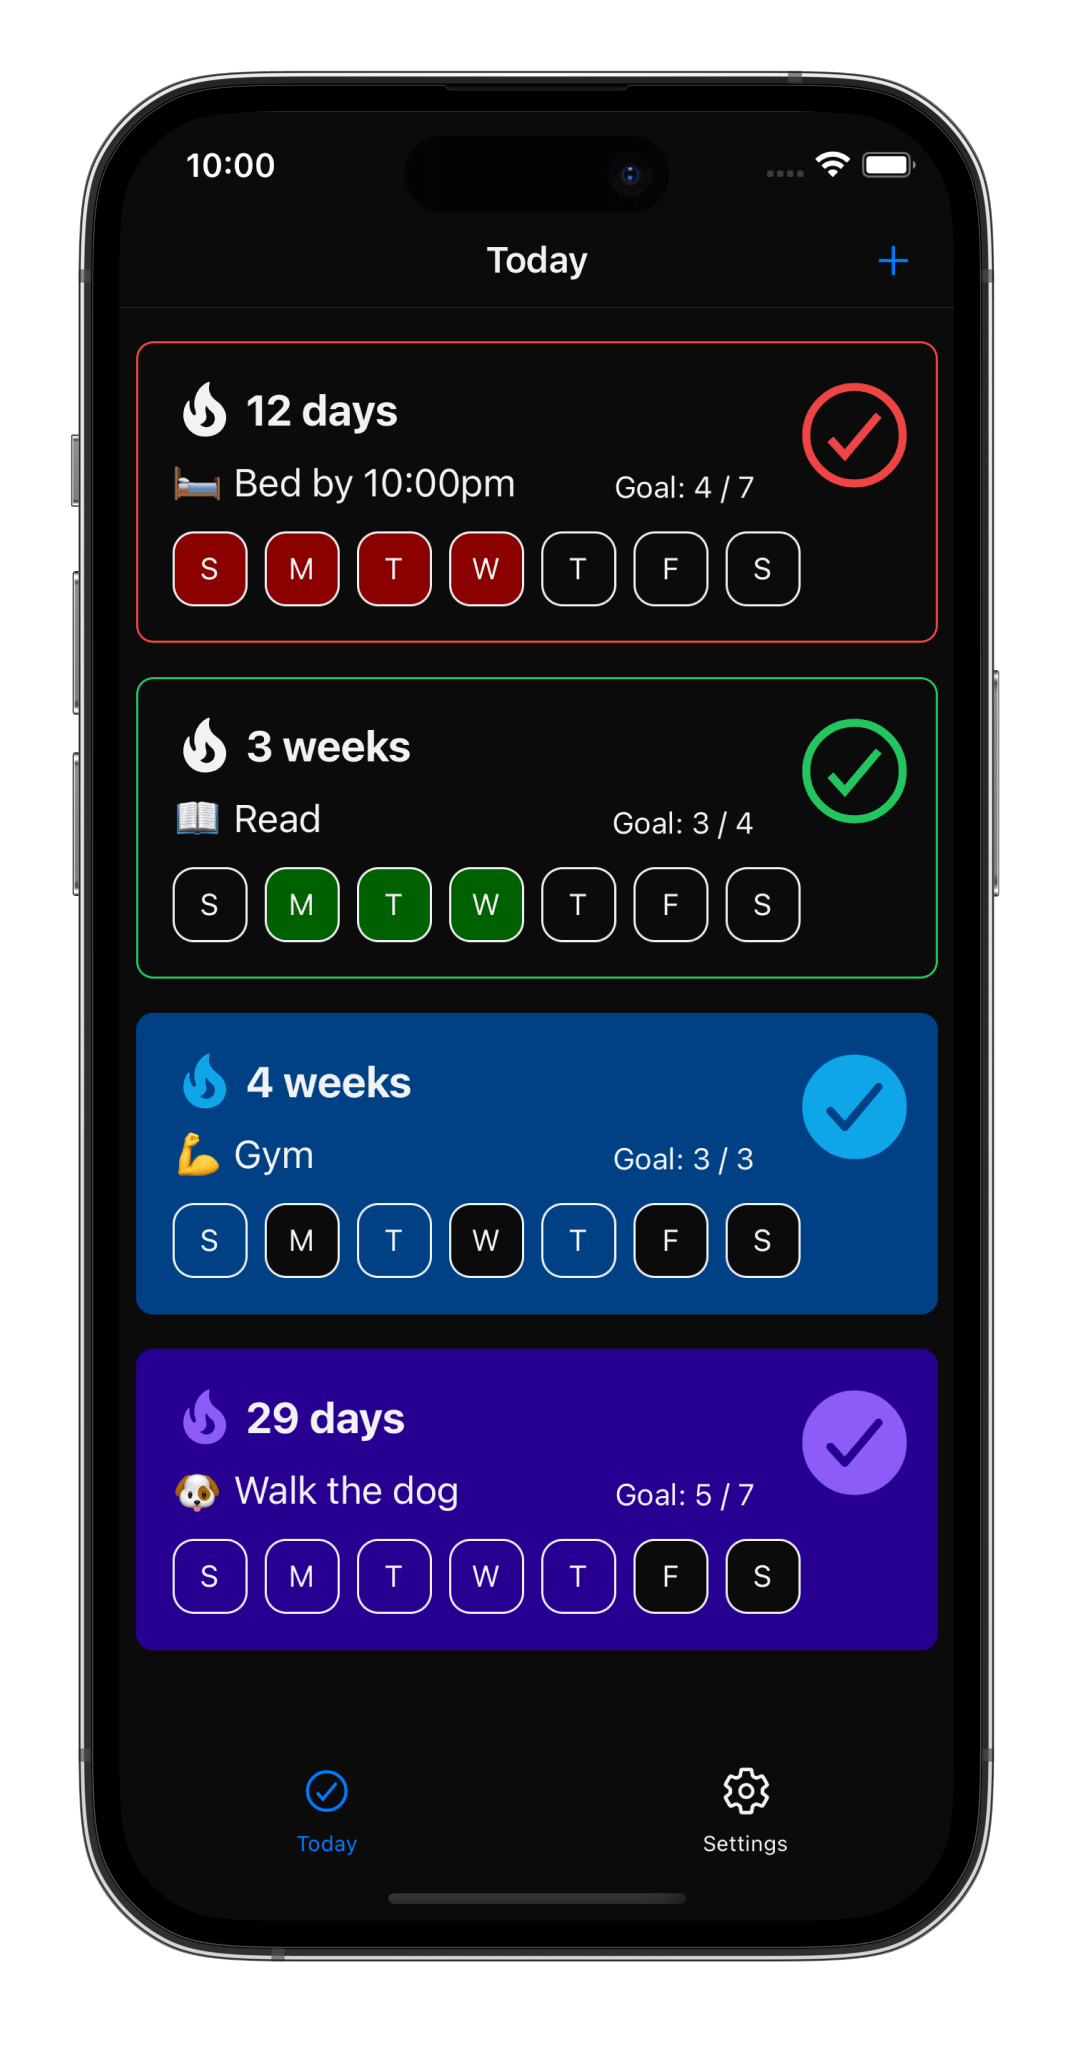 10:00
Today
12 days
Bed by 10:00pm Goal: 4 / 7
S M T W T F S
3 weeks
Read Goal: 3 / 4
S M T W T F S
4 weeks
Gym Goal: 3 / 3
S M T W T F S
29 days
Walk the dog Goal: 5 / 7
S M T W T F S
Today Settings